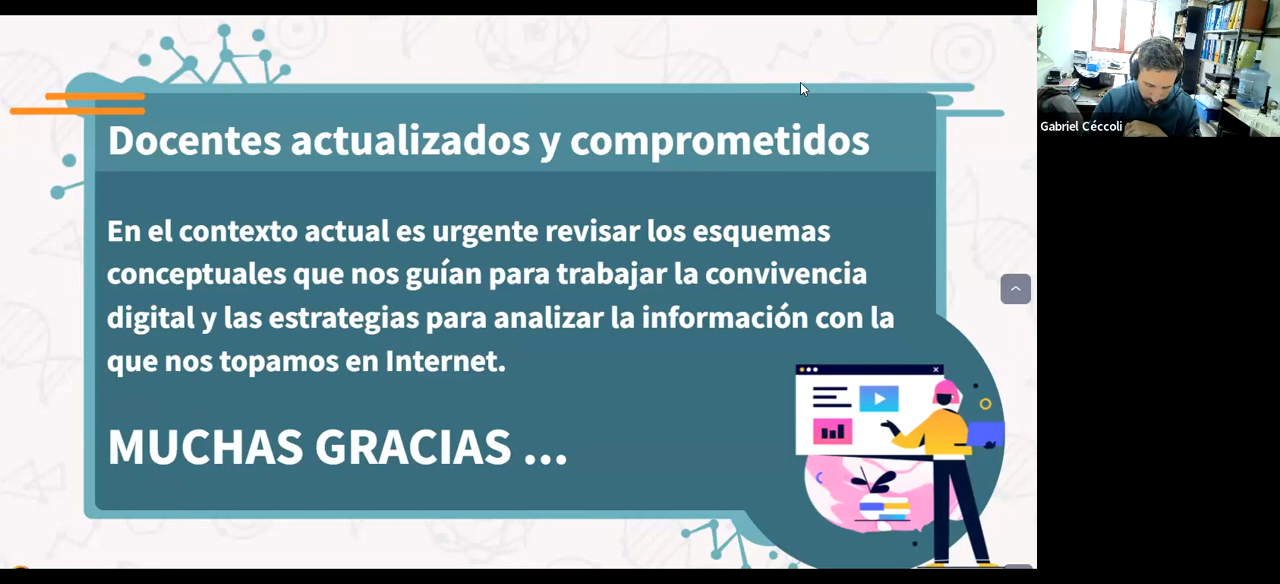 Docentes actualizados y comprometidos
En el contexto actual es urgente revisar los esquemas
conceptuales que nos guían para trabajar la convivencia
digital y las estrategias para analizar la información con la
que nos topamos en Internet.
MUCHAS GRACIAS ...
Gabriel Céccoli